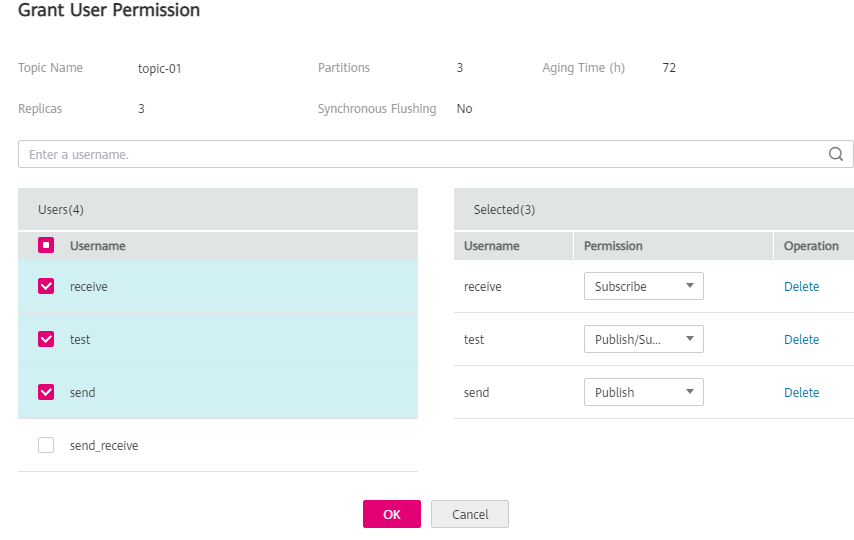 Grant User Permission
Topic Name topic-01 Partitions 3 Aging Time (h) 72
Replicas 3 Synchronous Flushing No
Enter a username.
Users(4) Selected(3)
Username Username Permission Operation
receive receive Subscribe Delete
test test Publish/Su... Delete
send send Publish Delete
send_receive
OK Cancel